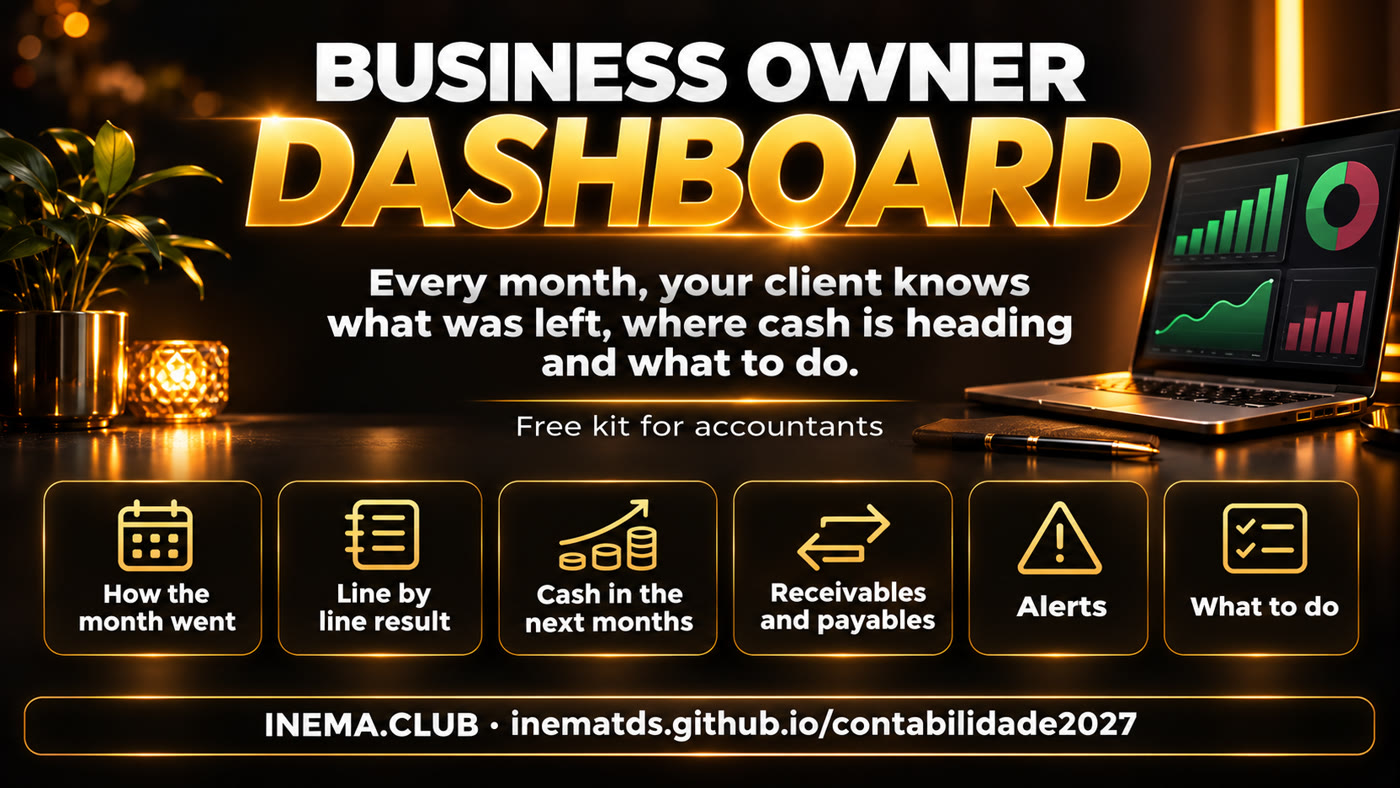 BUSINESS OWNER
DASHBOARD
Every month, your client knows
what was left, where cash is heading
and what to do.
Free kit for accountants
How the
month went
Line by
line result
Cash in the
next months
Receivables
and payables
Alerts
What to do
INEMA.CLUB • inematds.github.io/contabilidade2027